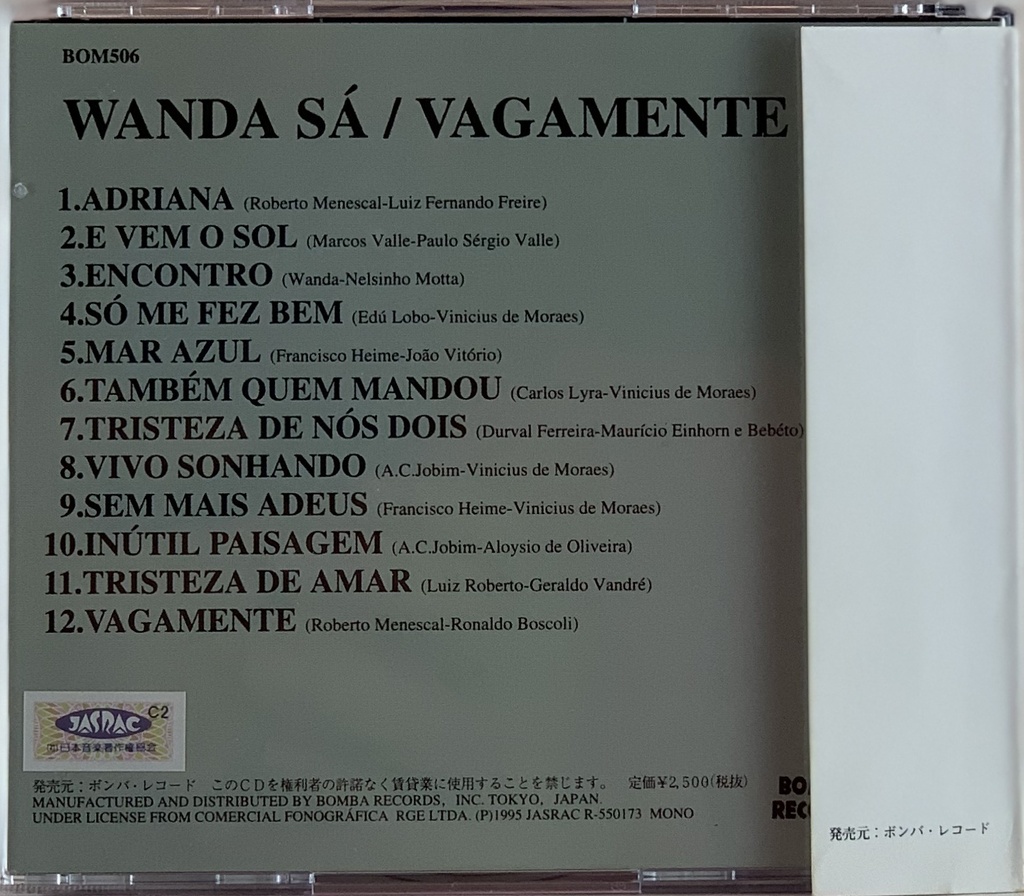 BOM506
WANDA SÁ / VAGAMENTE
1.ADRIANA (Roberto Menescal-Luiz Fernando Freire)
2.E VEM O SOL (Marcos Valle-Paulo Sérgio Valle)
3.ENCONTRO (Wanda-Nelsinho Motta)
4.SÓ ME FEZ BEM (Edú Lobo-Vinicius de Moraes)
5.MAR AZUL (Francisco Heime-João Vitório)
6.TAMBÉM QUEM MANDOU (Carlos Lyra-Vinicius de Moraes)
7.TRISTEZA DE NÓS DOIS (Durval Ferreira-Maurício Einhorn e Bebéto)
8.VIVO SONHANDO (A.C.Jobim-Vinicius de Moraes)
9.SEM MAIS ADEUS (Francisco Heime-Vinicius de Moraes)
10.INÚTIL PAISAGEM (A.C.Jobim-Aloysio de Oliveira)
11.TRISTEZA DE AMAR (Luiz Roberto-Geraldo Vandré)
12.VAGAMENTE (Roberto Menescal-Ronaldo Boscoli)
JASRAC C2
日本音楽著作権協会
発売元：ボンバ・レコード このCDを権利者の許諾なく賃貸業に使用することを禁じます。 定価¥2,500(税抜)
MANUFACTURED AND DISTRIBUTED BY BOMBA RECORDS, INC. TOKYO, JAPAN.
UNDER LICENSE FROM COMERCIAL FONOGRÁFICA RGE LTDA. (P)1995 JASRAC R-550173 MONO
発売元：ボンバ・レコード